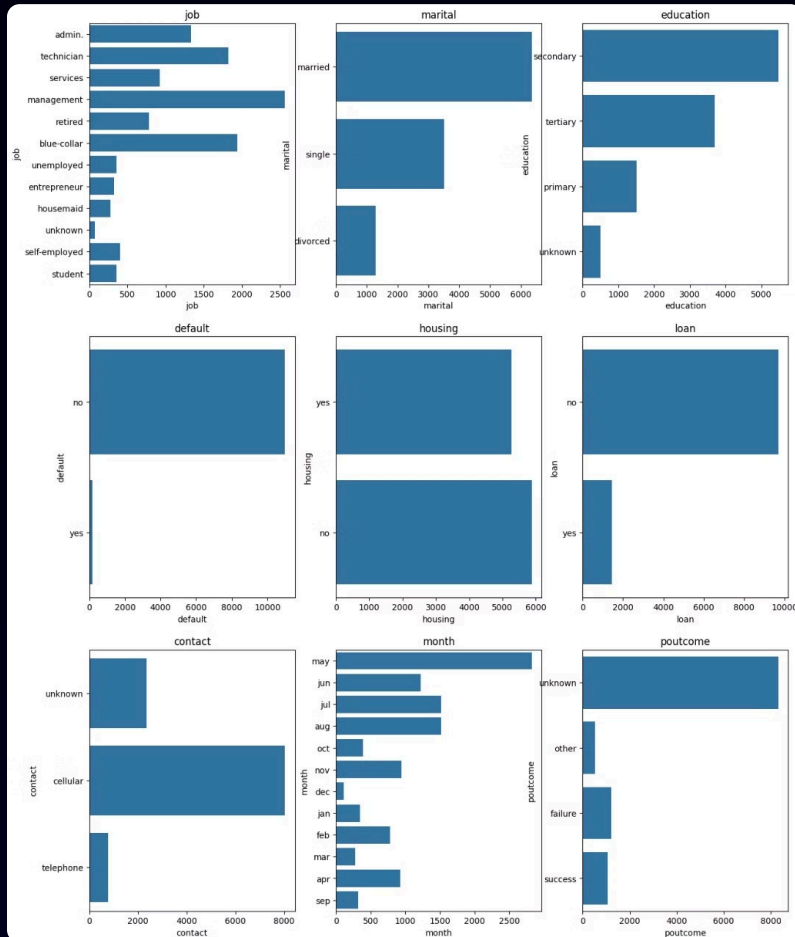 job
admin.
technician
services
management
retired
blue-collar
unemployed
entrepreneur
housemaid
unknown
self-employed
student
job
0 500 1000 1500 2000 2500
job
marital
married
single
divorced
marital
0 1000 2000 3000 4000 5000 6000
marital
education
secondary
tertiary
primary
unknown
education
0 1000 2000 3000 4000 5000
education
default
no
yes
default
0 2000 4000 6000 8000 10000
default
housing
yes
no
housing
0 1000 2000 3000 4000 5000 6000
housing
loan
no
yes
loan
0 2000 4000 6000 8000 10000
loan
contact
unknown
cellular
telephone
contact
0 2000 4000 6000 8000
contact
month
may
jun
jul
aug
oct
nov
dec
jan
feb
mar
apr
sep
month
0 500 1000 1500 2000 2500
month
poutcome
unknown
other
failure
success
poutcome
0 2000 4000 6000 8000
poutcome